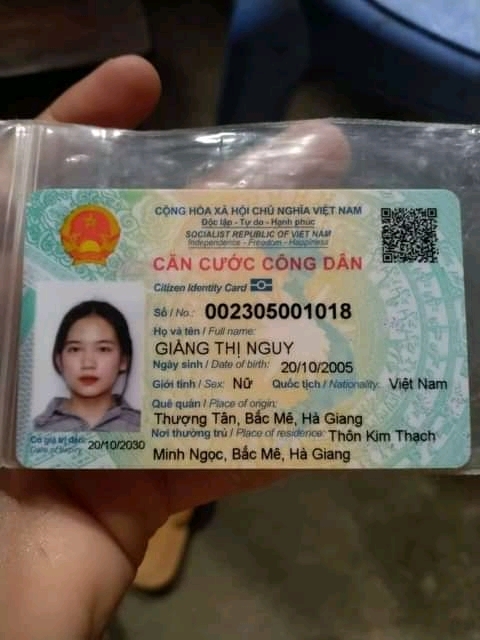 CỘNG HÒA XÃ HỘI CHỦ NGHĨA VIỆT NAM
Độc lập - Tự do - Hạnh phúc
SOCIALIST REPUBLIC OF VIET NAM
Independence - Freedom - Happiness
CĂN CƯỚC CÔNG DÂN
Citizen Identity Card
Số / No.: 002305001018
Họ và tên / Full name:
GIÀNG THỊ NGUY
Ngày sinh / Date of birth: 20/10/2005
Giới tính / Sex: Nữ Quốc tịch / Nationality: Việt Nam
Quê quán / Place of origin:
Thượng Tân, Bắc Mê, Hà Giang
Nơi thường trú / Place of residence: Thôn Kim Thạch
Minh Ngọc, Bắc Mê, Hà Giang
Có giá trị đến: 20/10/2030
Date of expiry